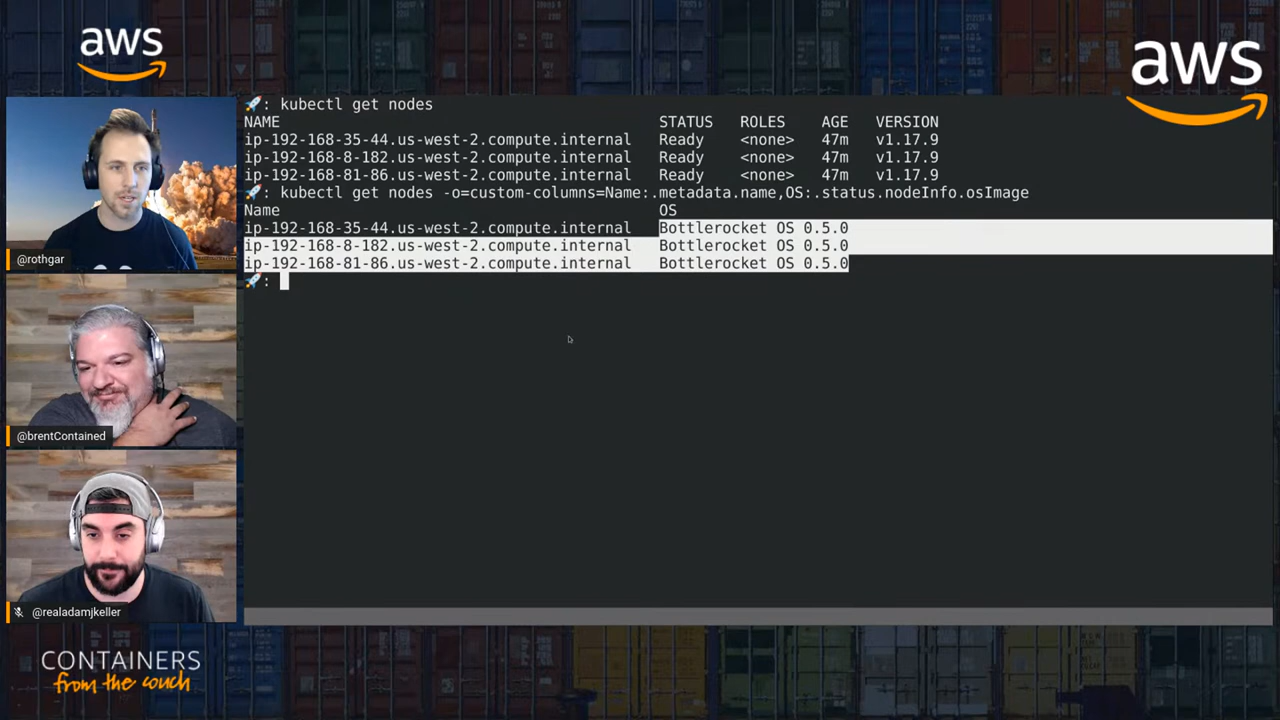 aws
aws
🚀: kubectl get nodes
NAME STATUS ROLES AGE VERSION
ip-192-168-35-44.us-west-2.compute.internal Ready <none> 47m v1.17.9
ip-192-168-8-182.us-west-2.compute.internal Ready <none> 47m v1.17.9
ip-192-168-81-86.us-west-2.compute.internal Ready <none> 47m v1.17.9
🚀: kubectl get nodes -o=custom-columns=Name:.metadata.name,OS:.status.nodeInfo.osImage
Name OS
ip-192-168-35-44.us-west-2.compute.internal Bottlerocket OS 0.5.0
ip-192-168-8-182.us-west-2.compute.internal Bottlerocket OS 0.5.0
ip-192-168-81-86.us-west-2.compute.internal Bottlerocket OS 0.5.0
🚀:
@rothgar
@brentContained
@realadamjkeller
CONTAINERS
from the couch